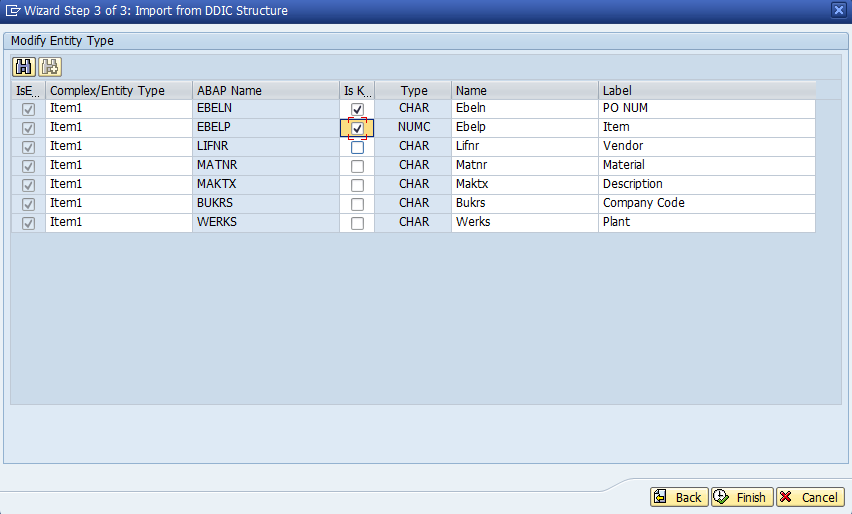 Wizard Step 3 of 3: Import from DDIC Structure
Modify Entity Type
IsE... Complex/Entity Type ABAP Name Is K... Type Name Label
Item1 EBELN CHAR Ebeln PO NUM
Item1 EBELP NUMC Ebelp Item
Item1 LIFNR CHAR Lifnr Vendor
Item1 MATNR CHAR Matnr Material
Item1 MAKTX CHAR Maktx Description
Item1 BUKRS CHAR Bukrs Company Code
Item1 WERKS CHAR Werks Plant
Back Finish Cancel